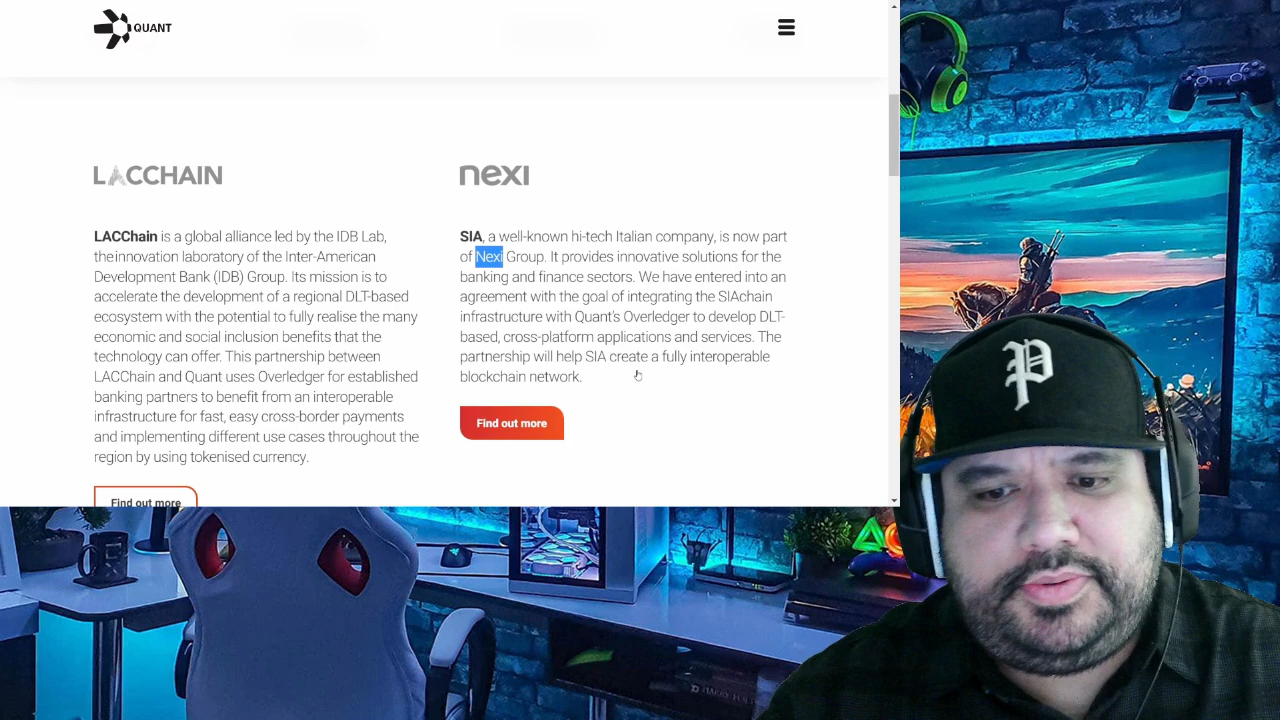 QUANT
LACCHAIN
LACChain is a global alliance led by the IDB Lab,
theinnovation laboratory of the Inter-American
Development Bank (IDB) Group. Its mission is to
accelerate the development of a regional DLT-based
ecosystem with the potential to fully realise the many
economic and social inclusion benefits that the
technology can offer. This partnership between
LACChain and Quant uses Overledger for established
banking partners to benefit from an interoperable
infrastructure for fast, easy cross-border payments
and implementing different use cases throughout the
region by using tokenised currency.
Find out more
nexi
SIA, a well-known hi-tech Italian company, is now part
of Nexi Group. It provides innovative solutions for the
banking and finance sectors. We have entered into an
agreement with the goal of integrating the SIAchain
infrastructure with Quant's Overledger to develop DLT-
based, cross-platform applications and services. The
partnership will help SIA create a fully interoperable
blockchain network.
Find out more
P